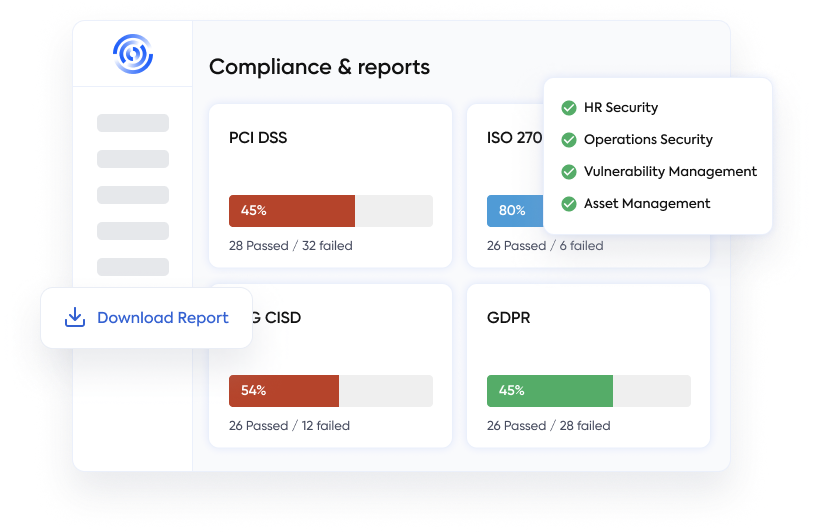 Compliance & reports
HR Security
Operations Security
Vulnerability Management
Asset Management
PCI DSS
45%
28 Passed / 32 failed
ISO 270
80%
26 Passed / 6 failed
Download Report
G CISD
54%
26 Passed / 12 failed
GDPR
45%
26 Passed / 28 failed